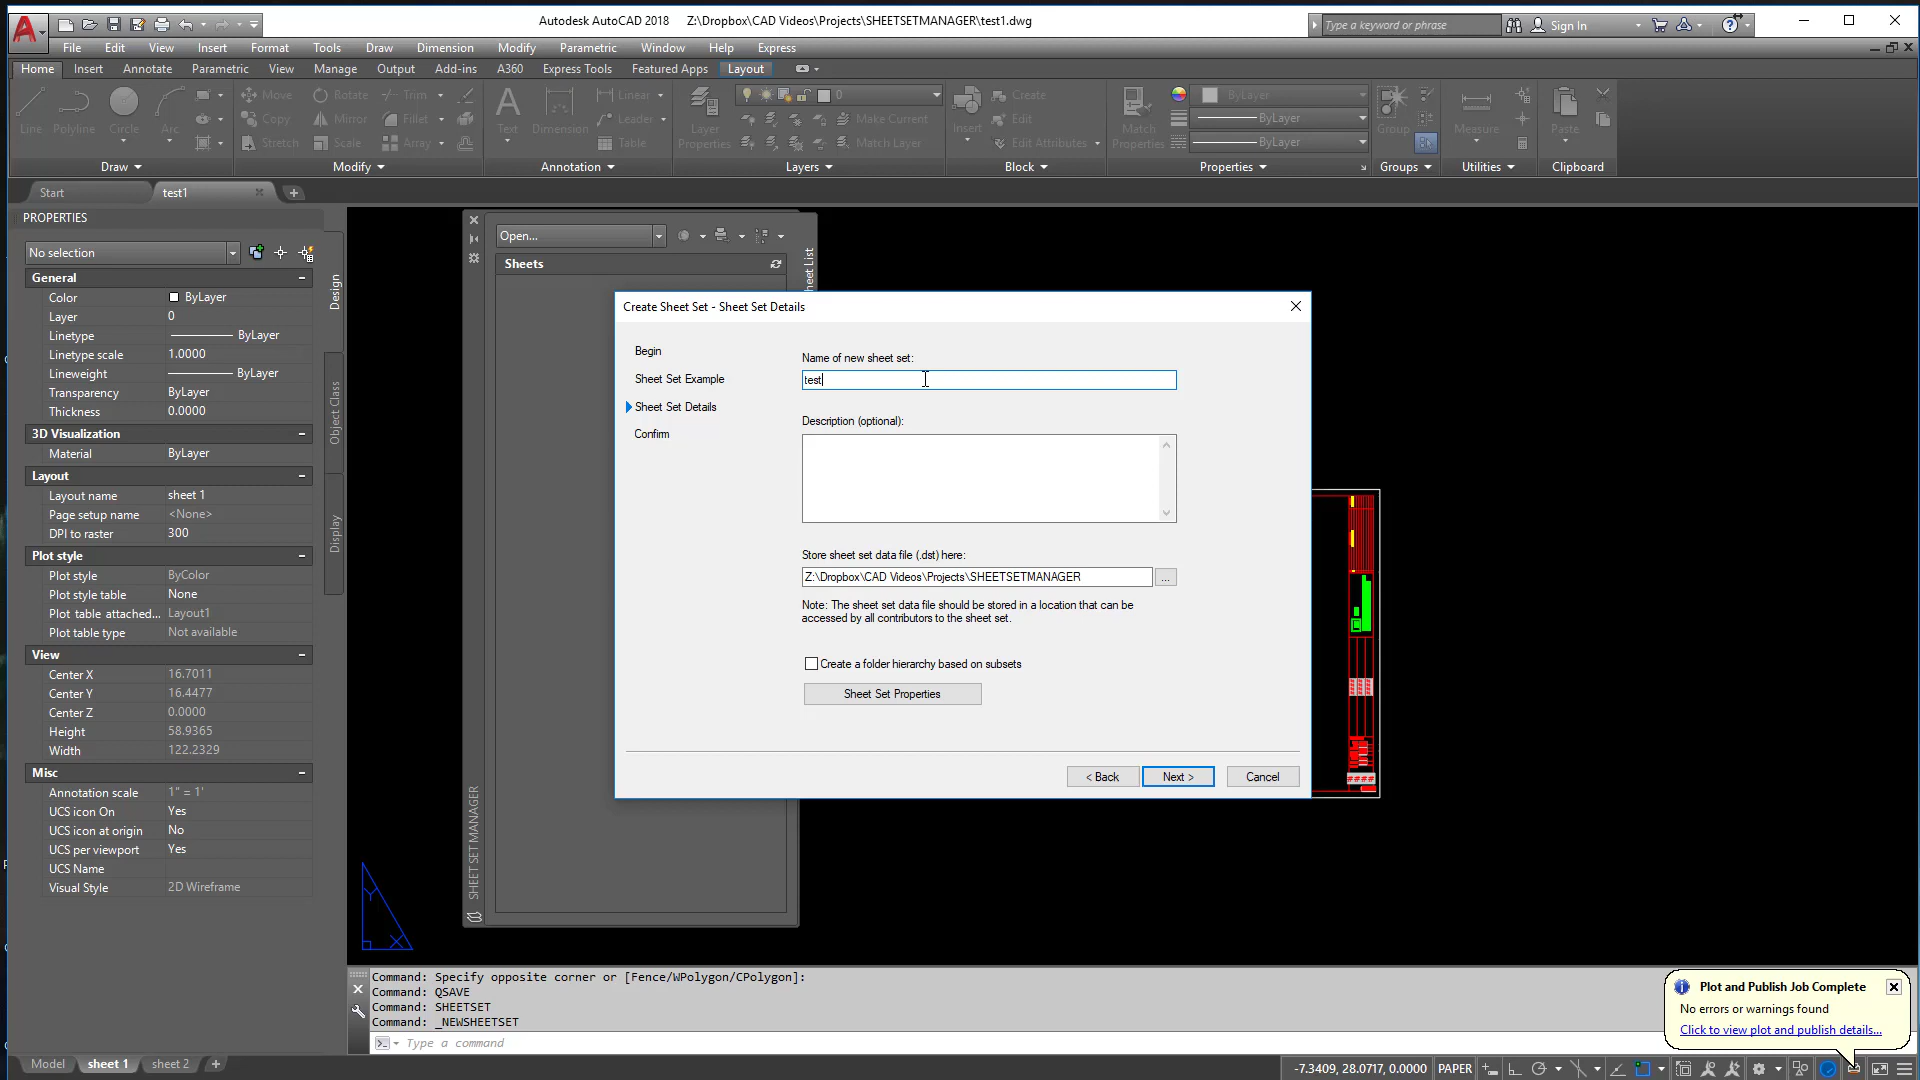 Autodesk AutoCAD 2018 Z:\Dropbox\CAD Videos\Projects\SHEETSETMANAGER\test1.dwg
Type a keyword or phrase
Sign In
File Edit View Insert Format Tools Draw Dimension Modify Parametric Window Help Express
Home Insert Annotate Parametric View Manage Output Add-ins A360 Express Tools Featured Apps Layout
Line Polyline Circle Arc
Move Rotate Trim
Copy Mirror Fillet
Stretch Scale Array
Text Dimension
Linear
Leader
Table
Layer Properties
0
Make Current
Match Layer
Insert
Create
Edit
Edit Attributes
Match Properties
ByLayer
ByLayer
ByLayer
Group
Measure
Paste
Draw Modify Annotation Layers Block Properties Groups Utilities Clipboard
Start test1
PROPERTIES
No selection
General
Color ByLayer
Layer 0
Linetype ByLayer
Linetype scale 1.0000
Lineweight ByLayer
Transparency ByLayer
Thickness 0.0000
3D Visualization
Material ByLayer
Layout
Layout name sheet 1
Page setup name <None>
DPI to raster 300
Plot style
Plot style ByColor
Plot style table None
Plot table attached... Layout1
Plot table type Not available
View
Center X 16.7011
Center Y 16.4477
Center Z 0.0000
Height 58.9365
Width 122.2329
Misc
Annotation scale 1" = 1'
UCS icon On Yes
UCS icon at origin No
UCS per viewport Yes
UCS Name
Visual Style 2D Wireframe
Design
Object Class
Display
Open...
Sheets
heet List
SHEET SET MANAGER
Create Sheet Set - Sheet Set Details
Begin
Sheet Set Example
Sheet Set Details
Confirm
Name of new sheet set:
test
Description (optional):
Store sheet set data file (.dst) here:
Z:\Dropbox\CAD Videos\Projects\SHEETSETMANAGER
...
Note: The sheet set data file should be stored in a location that can be
accessed by all contributors to the sheet set.
Create a folder hierarchy based on subsets
Sheet Set Properties
< Back Next > Cancel
####
Y
X
Command: Specify opposite corner or [Fence/WPolygon/CPolygon]:
Command: QSAVE
Command: SHEETSET
Command: _NEWSHEETSET
Type a command
Plot and Publish Job Complete
No errors or warnings found
Click to view plot and publish details...
Model sheet 1 sheet 2
-7.3409, 28.0717, 0.0000 PAPER